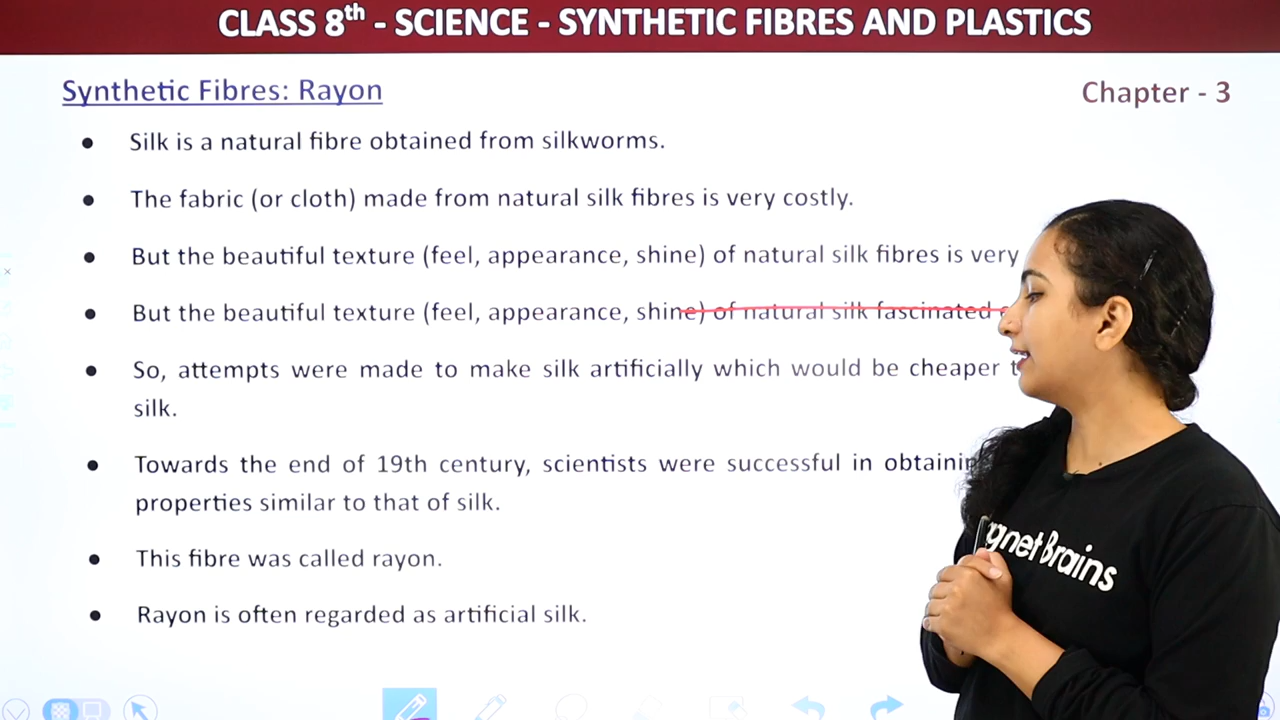 CLASS 8th - SCIENCE - SYNTHETIC FIBRES AND PLASTICS
Synthetic Fibres: Rayon
Chapter - 3
• Silk is a natural fibre obtained from silkworms.
• The fabric (or cloth) made from natural silk fibres is very costly.
• But the beautiful texture (feel, appearance, shine) of natural silk fibres is very
• But the beautiful texture (feel, appearance, shine) of natural silk fascinated
• So, attempts were made to make silk artificially which would be cheaper
silk.
• Towards the end of 19th century, scientists were successful in
properties similar to that of silk.
• This fibre was called rayon.
• Rayon is often regarded as artificial silk.
Brains